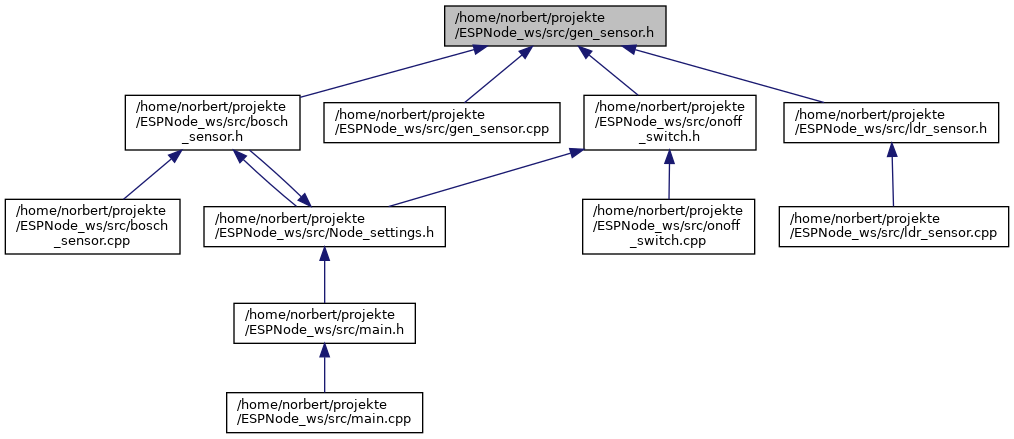 /home/norbert/projekte
/ESPNode_ws/src/gen_sensor.h
/home/norbert/projekte
/ESPNode_ws/src/bosch
_sensor.h
/home/norbert/projekte
/ESPNode_ws/src/gen_sensor.cpp
/home/norbert/projekte
/ESPNode_ws/src/onoff
_switch.h
/home/norbert/projekte
/ESPNode_ws/src/ldr_sensor.h
/home/norbert/projekte
/ESPNode_ws/src/bosch
_sensor.cpp
/home/norbert/projekte
/ESPNode_ws/src/Node_settings.h
/home/norbert/projekte
/ESPNode_ws/src/onoff
_switch.cpp
/home/norbert/projekte
/ESPNode_ws/src/ldr_sensor.cpp
/home/norbert/projekte
/ESPNode_ws/src/main.h
/home/norbert/projekte
/ESPNode_ws/src/main.cpp